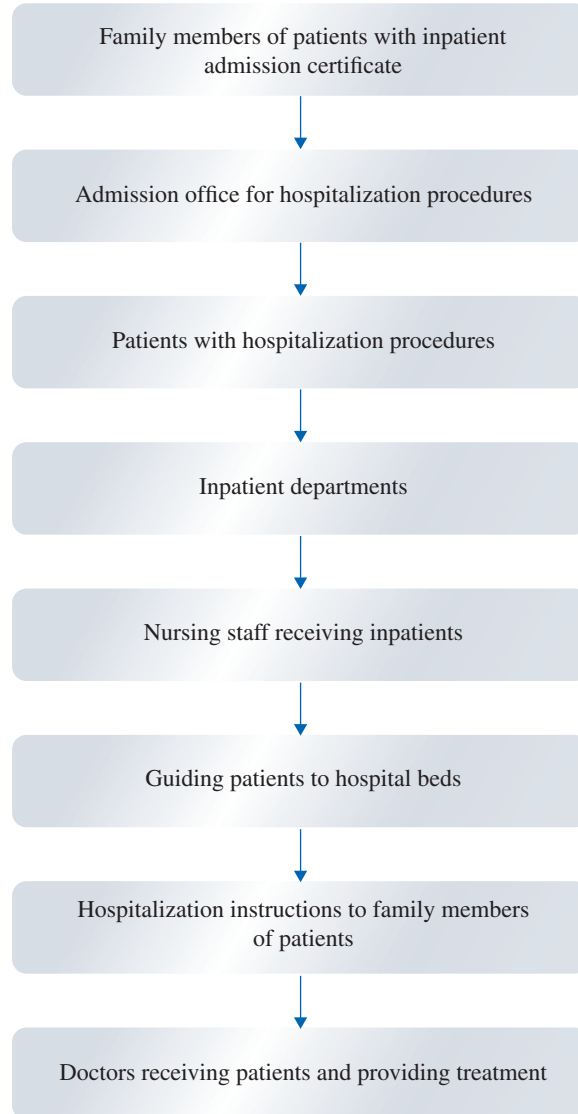 Family members of patients with inpatient
admission certificate
Admission office for hospitalization procedures
Patients with hospitalization procedures
Inpatient departments
Nursing staff receiving inpatients
Guiding patients to hospital beds
Hospitalization instructions to family members
of patients
Doctors receiving patients and providing treatment